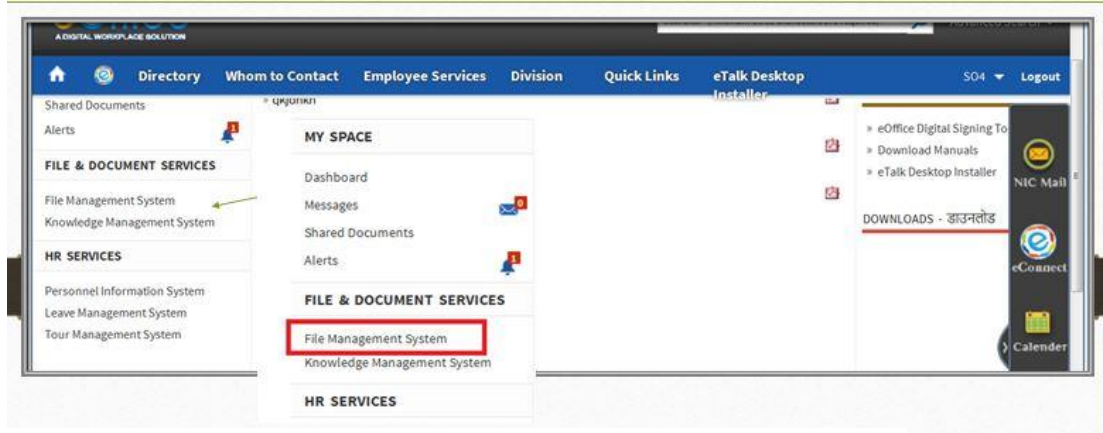 A DIGITAL WORKPLACE SOLUTION
Directory
Whom to Contact
Employee Services
Division
Quick Links
eTalk Desktop Installer
SO4
Logout
Shared Documents
Alerts
1
FILE & DOCUMENT SERVICES
File Management System
Knowledge Management System
HR SERVICES
Personnel Information System
Leave Management System
Tour Management System
MY SPACE
Dashboard
Messages
0
Shared Documents
Alerts
1
FILE & DOCUMENT SERVICES
File Management System
Knowledge Management System
HR SERVICES
» eOffice Digital Signing To
» Download Manuals
» eTalk Desktop Installer
DOWNLOADS - डाउनलोड
NIC Mail
eConnect
Calender